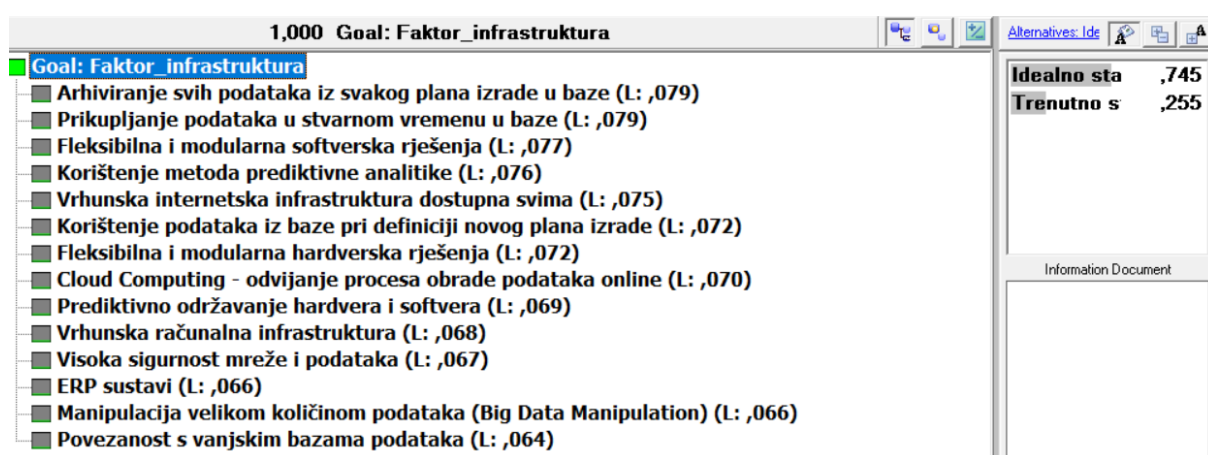 1,000 Goal: Faktor_infrastruktura
Alternatives: Ide
Goal: Faktor_infrastruktura
Arhiviranje svih podataka iz svakog plana izrade u baze (L: ,079)
Prikupljanje podataka u stvarnom vremenu u baze (L: ,079)
Fleksibilna i modularna softverska rješenja (L: ,077)
Korištenje metoda prediktivne analitike (L: ,076)
Vrhunska internetska infrastruktura dostupna svima (L: ,075)
Korištenje podataka iz baze pri definiciji novog plana izrade (L: ,072)
Fleksibilna i modularna hardverska rješenja (L: ,072)
Cloud Computing - odvijanje procesa obrade podataka online (L: ,070)
Prediktivno održavanje hardvera i softvera (L: ,069)
Vrhunska računalna infrastruktura (L: ,068)
Visoka sigurnost mreže i podataka (L: ,067)
ERP sustavi (L: ,066)
Manipulacija velikom količinom podataka (Big Data Manipulation) (L: ,066)
Povezanost s vanjskim bazama podataka (L: ,064)
Idealno sta ,745
Trenutno s ,255
Information Document